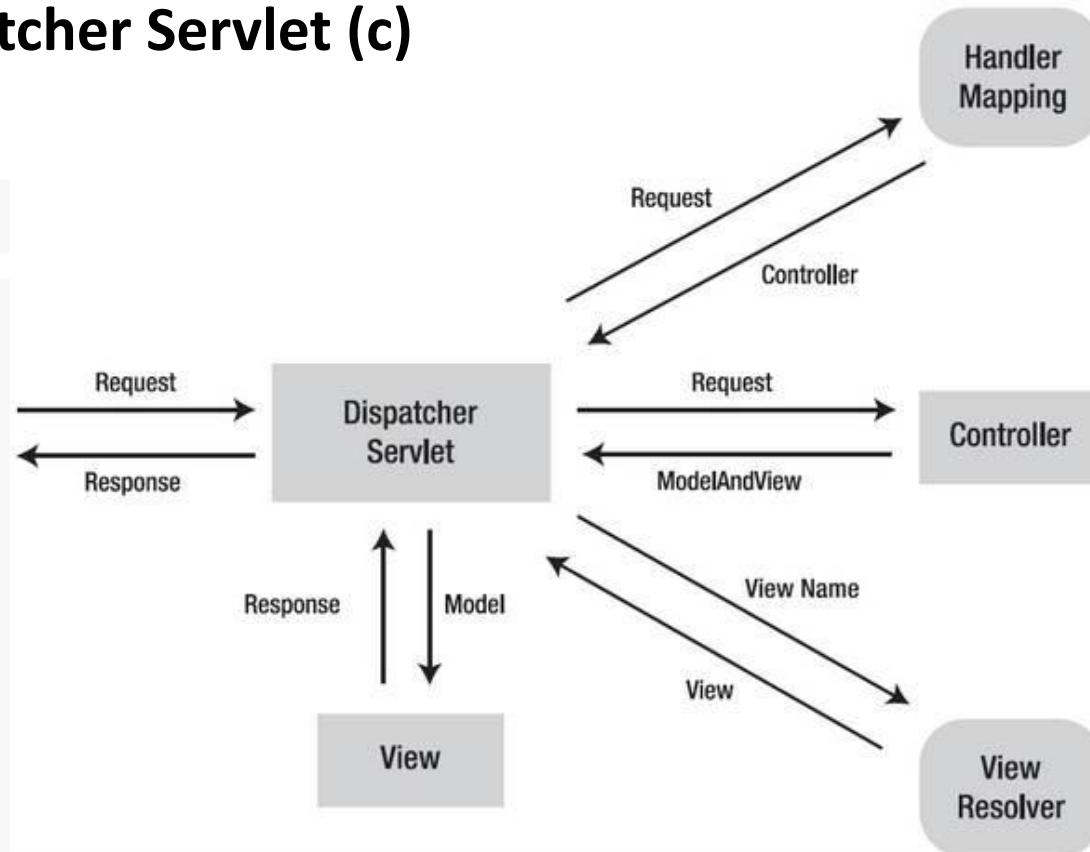 tcher Servlet (c)
Handler
Mapping
Request
Controller
Request
Response
Dispatcher
Servlet
Request
ModelAndView
Controller
Response
Model
View Name
View
View
View
Resolver